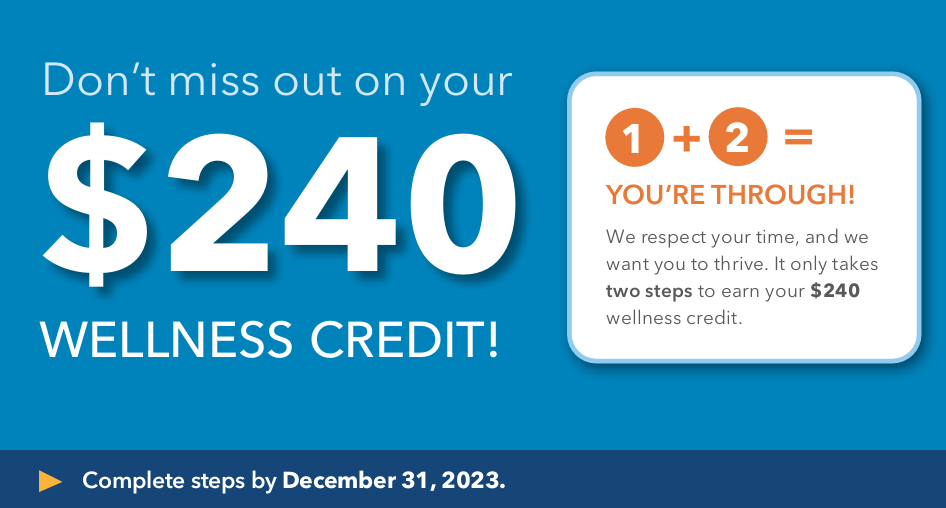 Don’t miss out on your
$240
WELLNESS CREDIT!
1 + 2 =
YOU’RE THROUGH!
We respect your time, and we
want you to thrive. It only takes
two steps to earn your $240
wellness credit.
Complete steps by December 31, 2023.